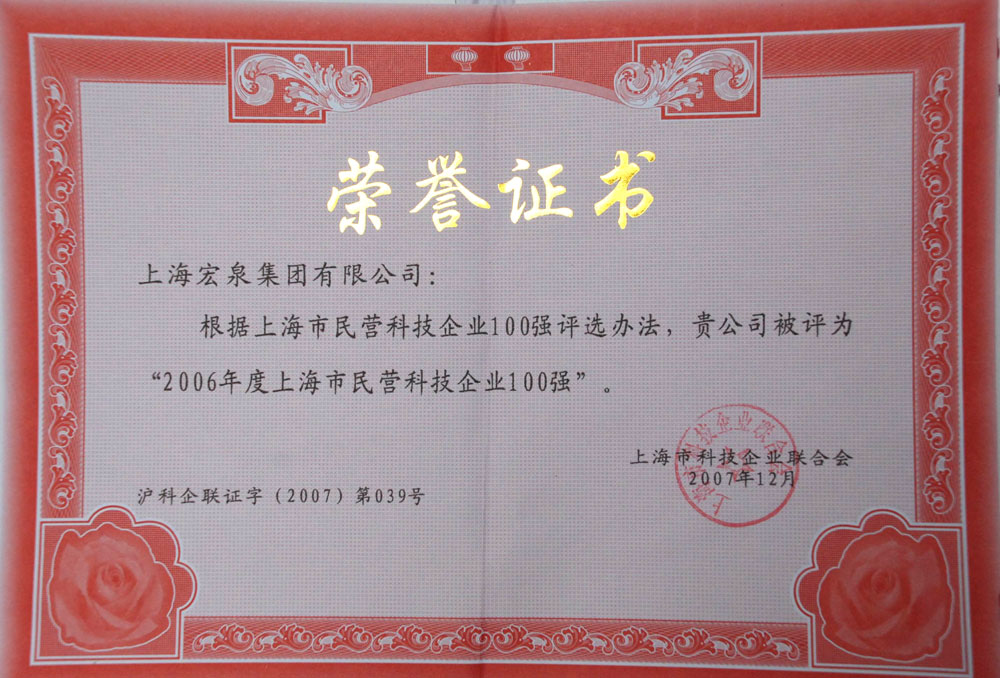 荣誉证书
上海宏泉集团有限公司：
根据上海市民营科技企业100强评选办法，贵公司被评为
“2006年度上海市民营科技企业100强”。
上海市科技企业联合会
2007年12月
沪科企联证字（2007）第039号